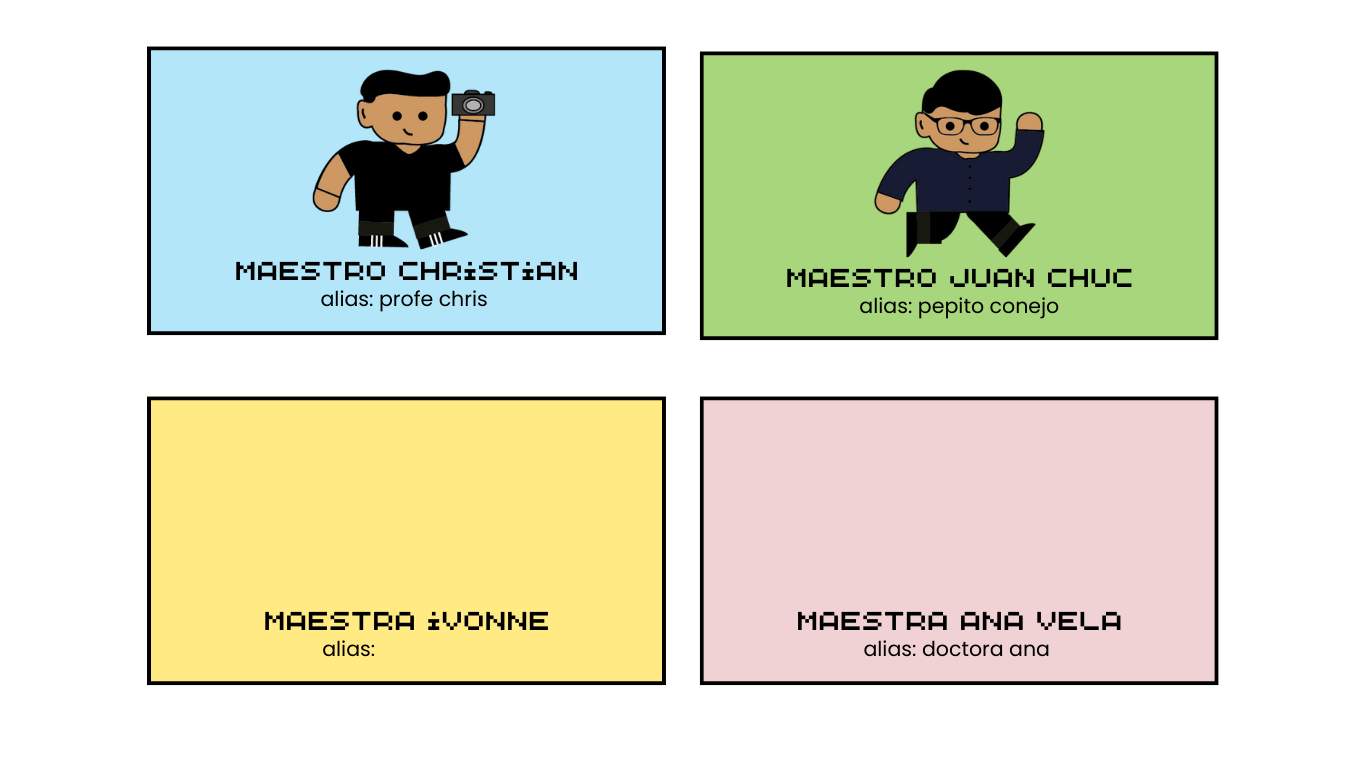 MAESTRO CHRiSTiAN
alias: profe chris
MAESTRO JUAN CHUC
alias: pepito conejo
MAESTRA iVONNE
alias:
MAESTRA ANA VELA
alias: doctora ana